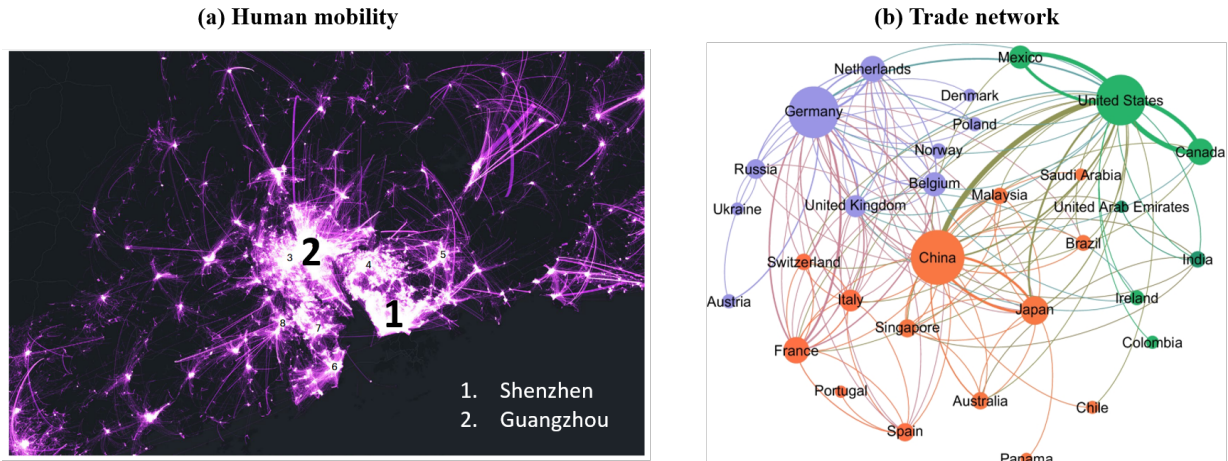 (a) Human mobility
2
3
4
5
1
8
7
6
1. Shenzhen
2. Guangzhou
(b) Trade network
Mexico
Netherlands
Germany
Denmark
United States
Poland
Norway
Canada
Russia
Belgium
Saudi Arabia
Malaysia
Ukraine
United Kingdom
United Arab Emirates
Brazil
China
Switzerland
India
Austria
Italy
Ireland
Japan
Singapore
Colombia
France
Portugal
Australia
Chile
Spain
Panama